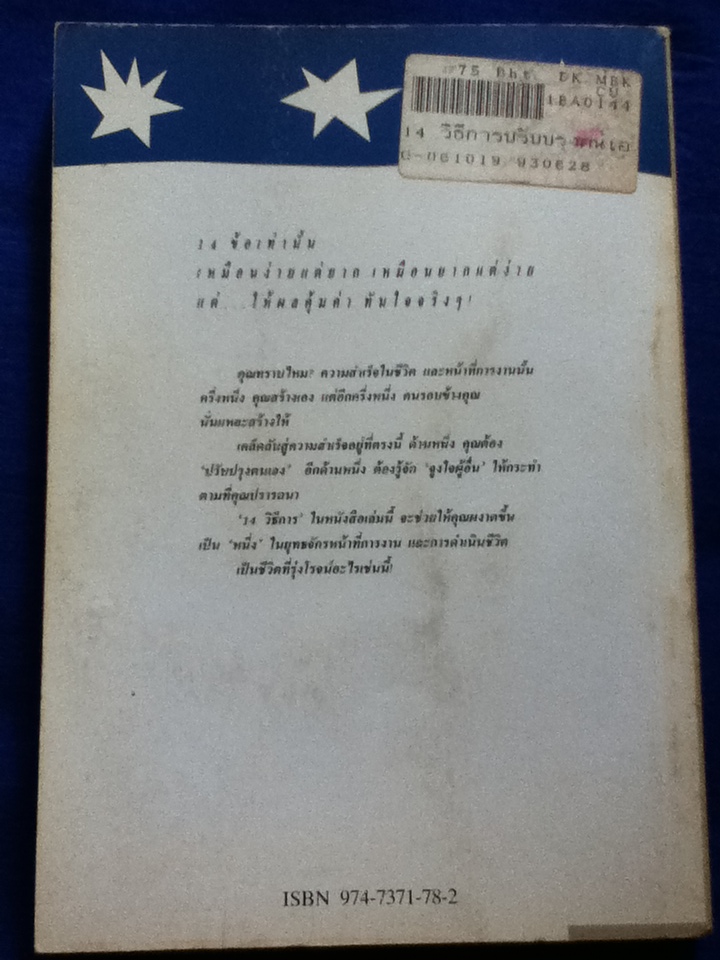 75 Bht. DK MBK
CU
1BA0144
14 วิธีการปรับปรุง
G-061019 930628
14 ข้อเท่านั้น
เหมือนง่ายแต่ยาก เหมือนยากแต่ง่าย
แต่ ... ให้ผลคุ้มค่า ทันใจจริงๆ!
คุณทราบไหม? ความสำเร็จในชีวิต และหน้าที่การงานนั้น
ครึ่งหนึ่ง คุณสร้างเอง แต่อีกครึ่งหนึ่ง คนรอบข้างคุณ
นั่นแหละสร้างให้
เคล็ดลับสู่ความสำเร็จอยู่ที่ตรงนี้ ด้านหนึ่ง คุณต้อง
'ปรับปรุงตนเอง' อีกด้านหนึ่ง ต้องรู้จัก 'จูงใจผู้อื่น' ให้กระทำ
ตามที่คุณปรารถนา
'14 วิธีการ' ในหนังสือเล่มนี้ จะช่วยให้คุณผงาดขึ้น
เป็น 'หนึ่ง' ในยุทธจักรหน้าที่การงาน และการดำเนินชีวิต
เป็นชีวิตที่รุ่งโรจน์อะไรเช่นนี้!
ISBN 974-7371-78-2